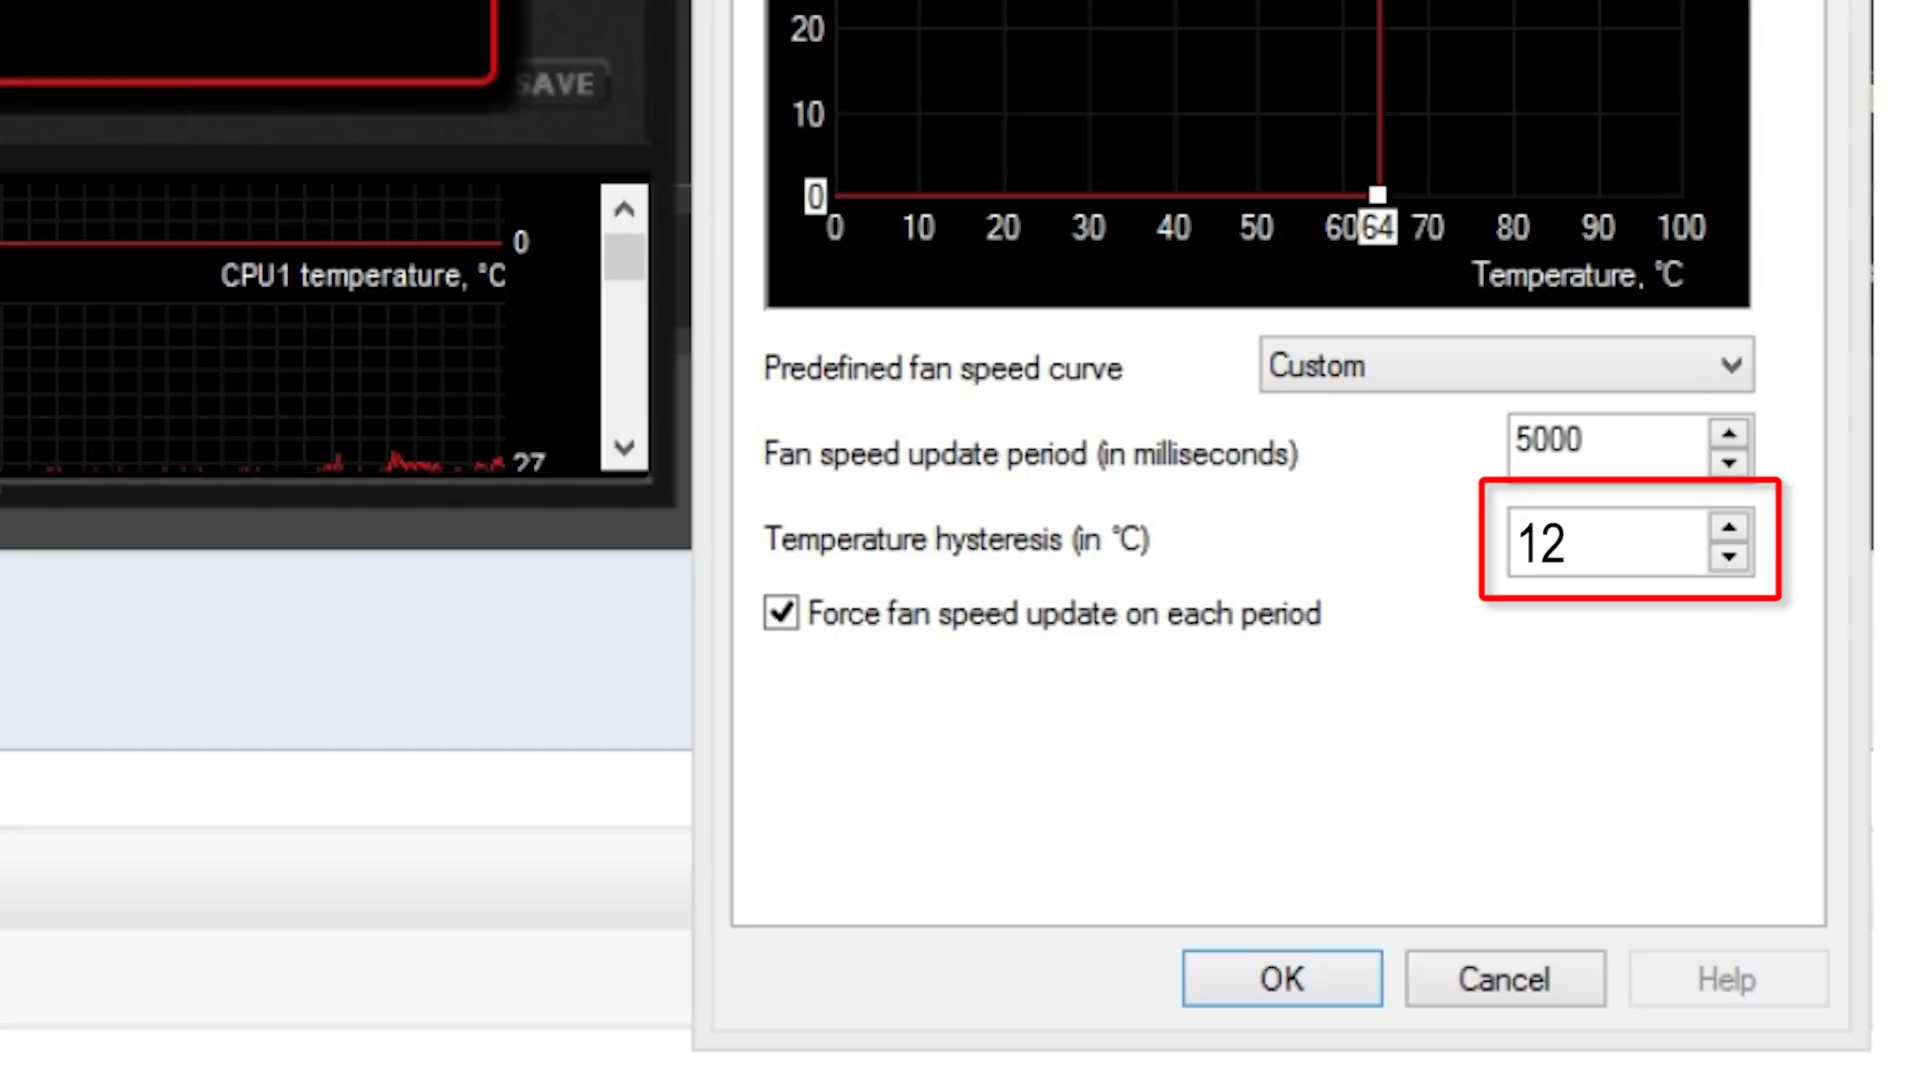 20
SAVE
10
0
0 10 20 30 40 50 60 64 70 80 90 100
0
CPU1 temperature, °C
Temperature, °C
Predefined fan speed curve Custom
Fan speed update period (in milliseconds) 5000
27
Temperature hysteresis (in °C) 12
Force fan speed update on each period
OK Cancel Help